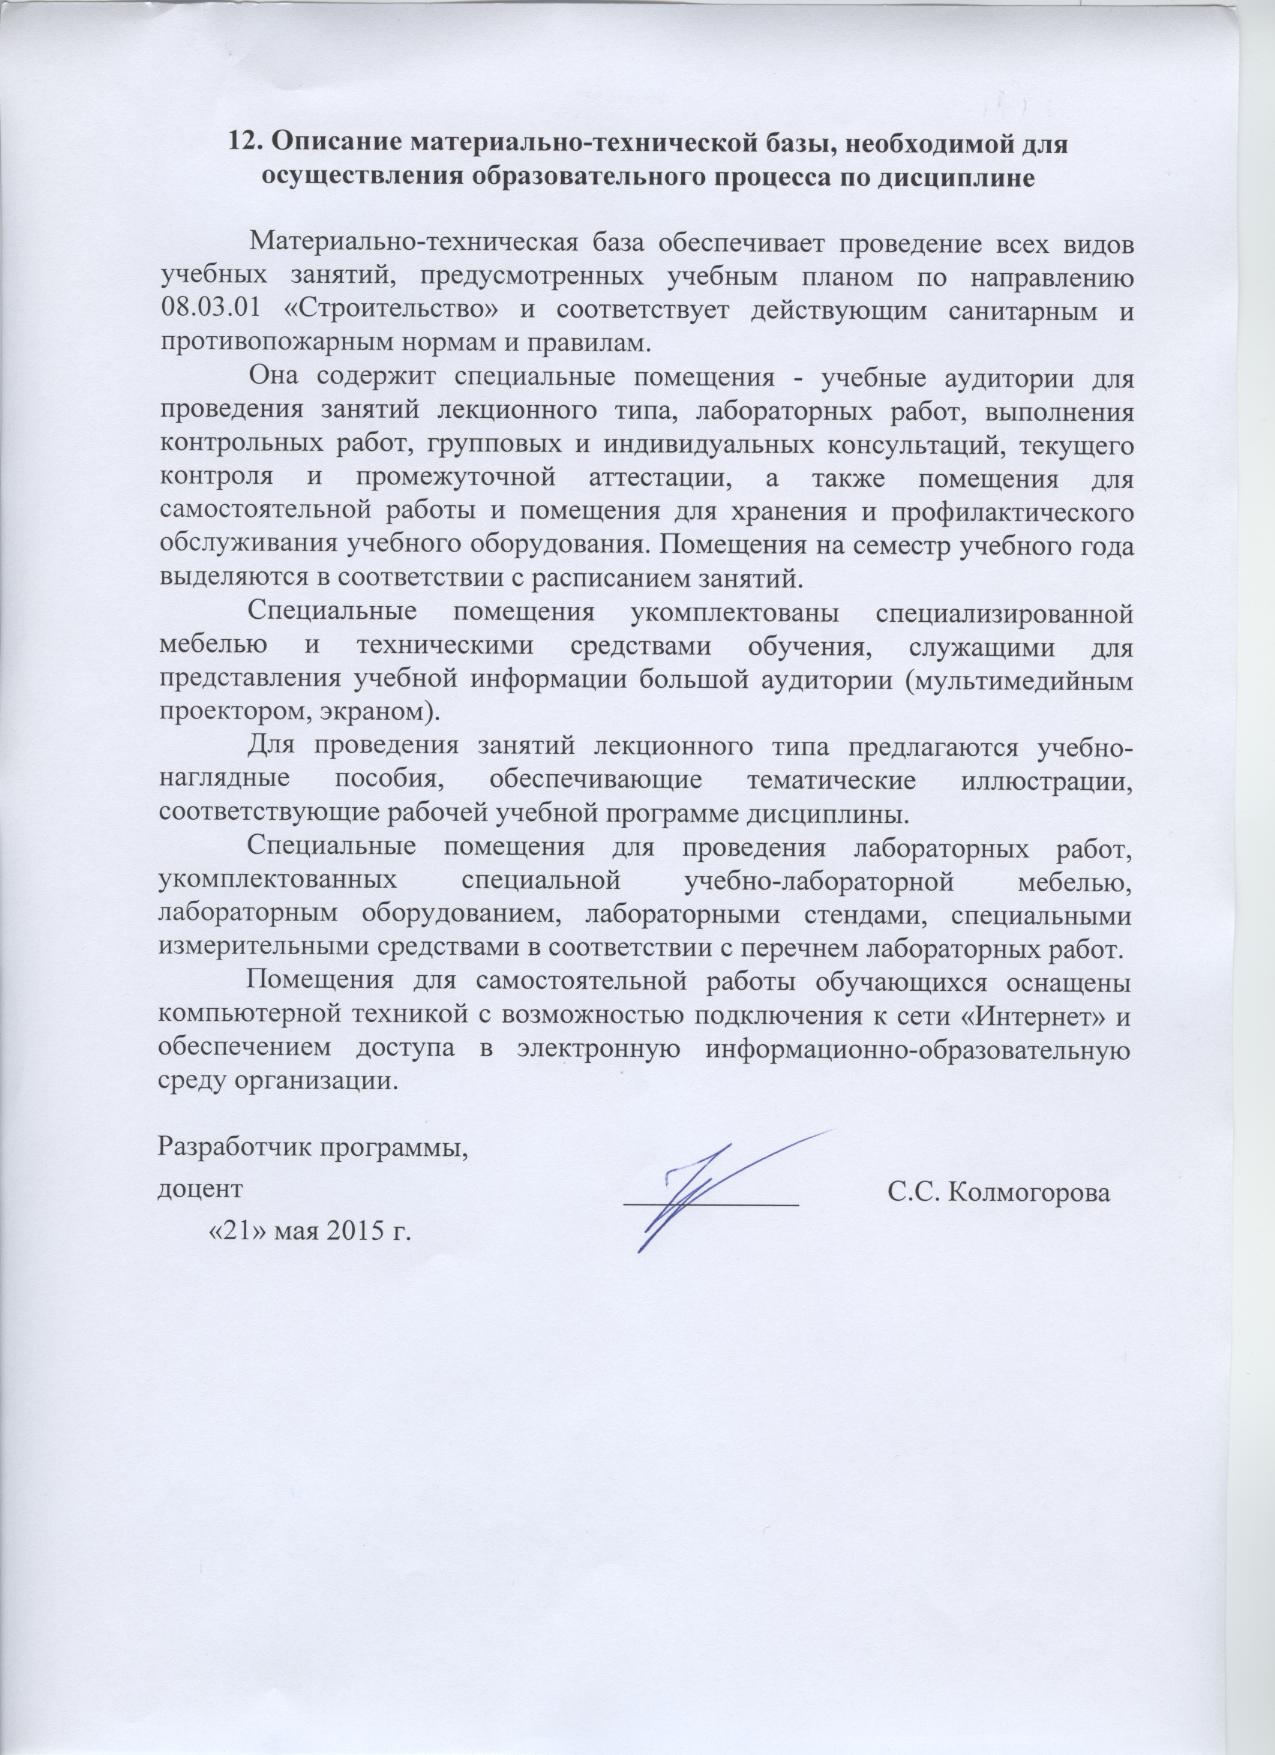 12. Описание материально-технической базы, необходимой для
осуществления образовательного процесса по дисциплине
Материально-техническая база обеспечивает проведение всех видов
учебных занятий, предусмотренных учебным планом по направлению
08.03.01 «Строительство» и соответствует действующим санитарным и
противопожарным нормам и правилам.
Она содержит специальные помещения - учебные аудитории для
проведения занятий лекционного типа, лабораторных работ, выполнения
контрольных работ, групповых и индивидуальных консультаций, текущего
контроля и промежуточной аттестации, а также помещения для
самостоятельной работы и помещения для хранения и профилактического
обслуживания учебного оборудования. Помещения на семестр учебного года
выделяются в соответствии с расписанием занятий.
Специальные помещения укомплектованы специализированной
мебелью и техническими средствами обучения, служащими для
представления учебной информации большой аудитории (мультимедийным
проектором, экраном).
Для проведения занятий лекционного типа предлагаются учебно-
наглядные пособия, обеспечивающие тематические иллюстрации,
соответствующие рабочей учебной программе дисциплины.
Специальные помещения для проведения лабораторных работ,
укомплектованных специальной учебно-лабораторной мебелью,
лабораторным оборудованием, лабораторными стендами, специальными
измерительными средствами в соответствии с перечнем лабораторных работ.
Помещения для самостоятельной работы обучающихся оснащены
компьютерной техникой с возможностью подключения к сети «Интернет» и
обеспечением доступа в электронную информационно-образовательную
среду организации.
Разработчик программы,
доцент С.С. Колмогорова
«21» мая 2015 г.